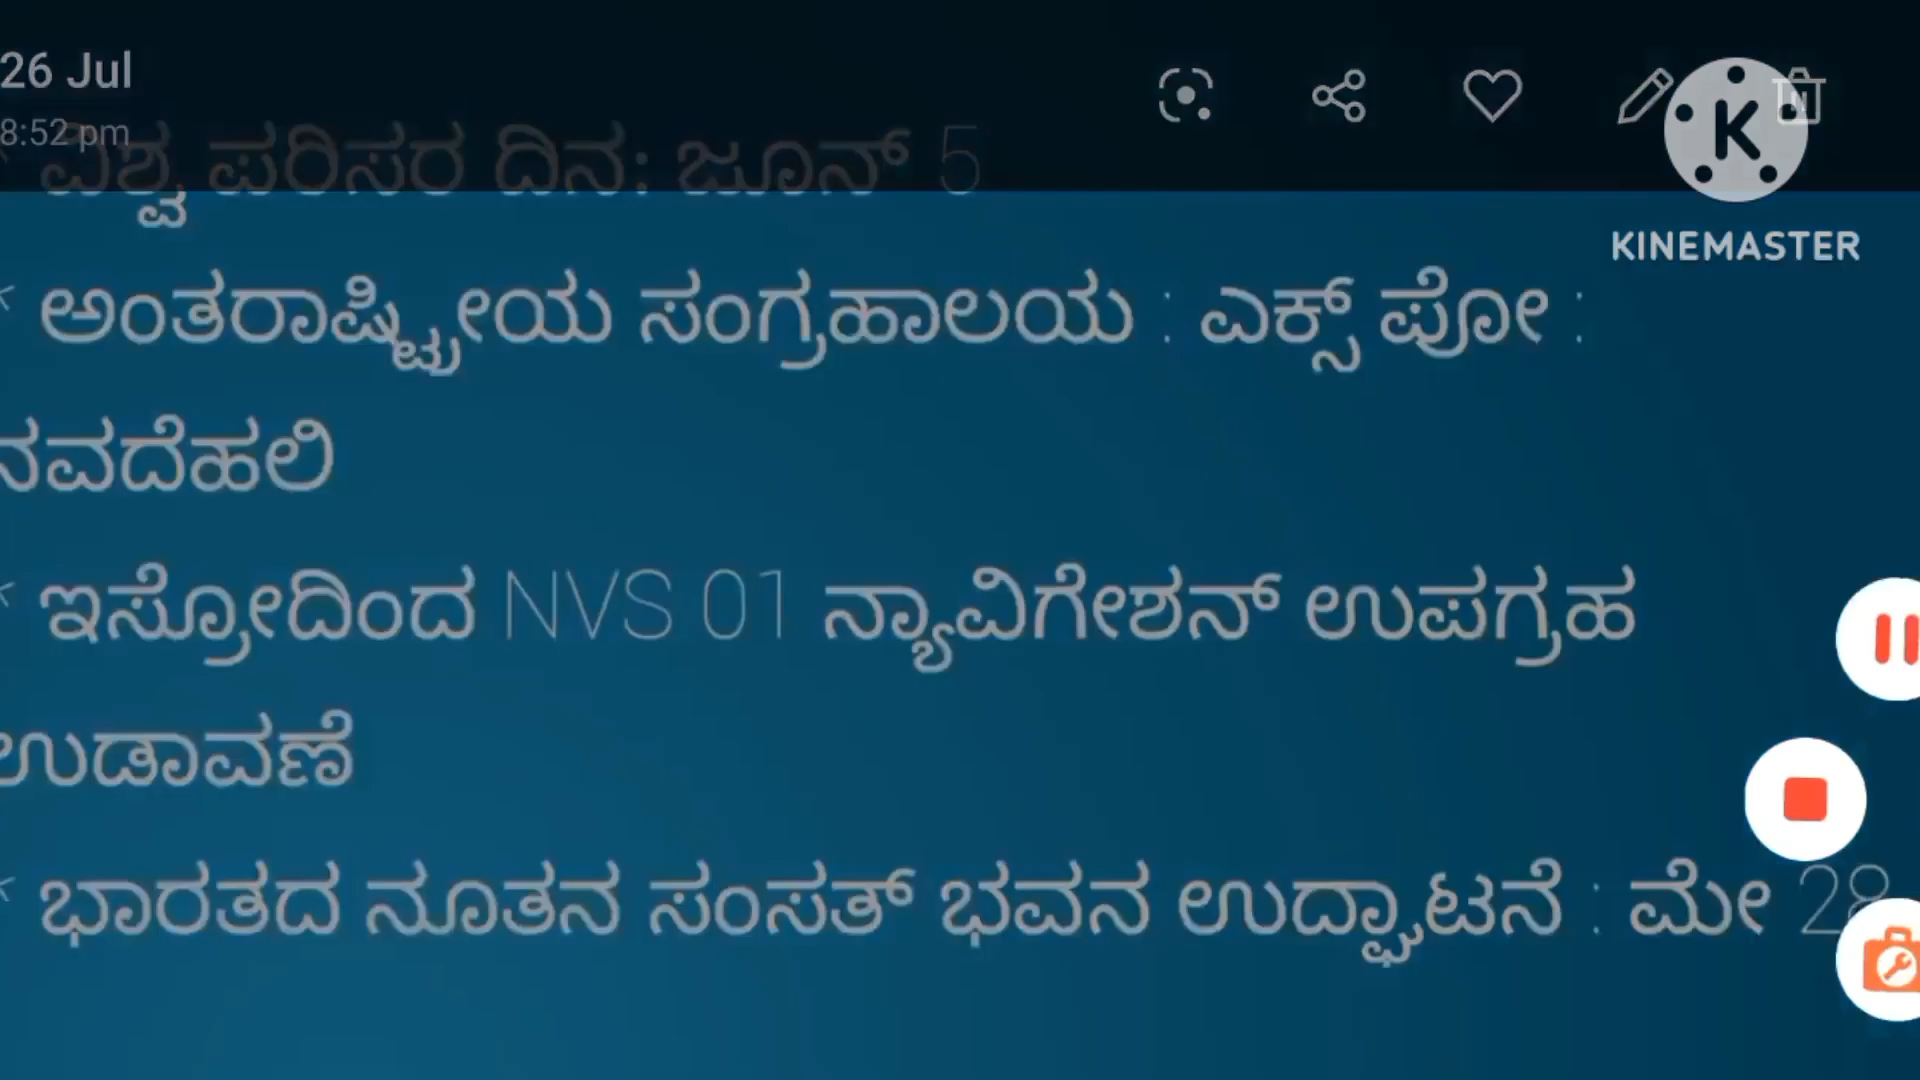 26 Jul
8:52 pm
* ವಿಶ್ವ ಪರಿಸರ ದಿನ: ಜೂನ್ 5
KINEMASTER
* ಅಂತರಾಷ್ಟ್ರೀಯ ಸಂಗ್ರಹಾಲಯ : ಎಕ್ಸ್ ಪೋ :
ನವದೆಹಲಿ
* ಇಸ್ರೋದಿಂದ NVS 01 ನ್ಯಾವಿಗೇಶನ್ ಉಪಗ್ರಹ
ಉಡಾವಣೆ
* ಭಾರತದ ನೂತನ ಸಂಸತ್ ಭವನ ಉದ್ಘಾಟನೆ : ಮೇ 28